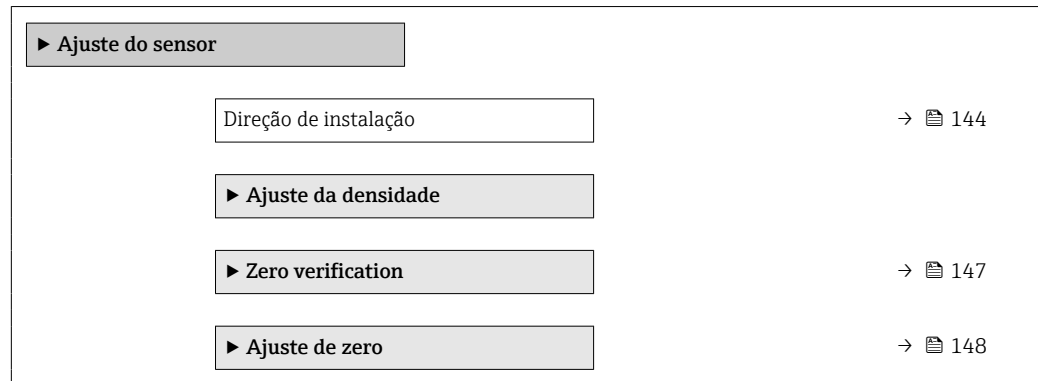 ▶ Ajuste do sensor
Direção de instalação → 144
▶ Ajuste da densidade
▶ Zero verification → 147
▶ Ajuste de zero → 148